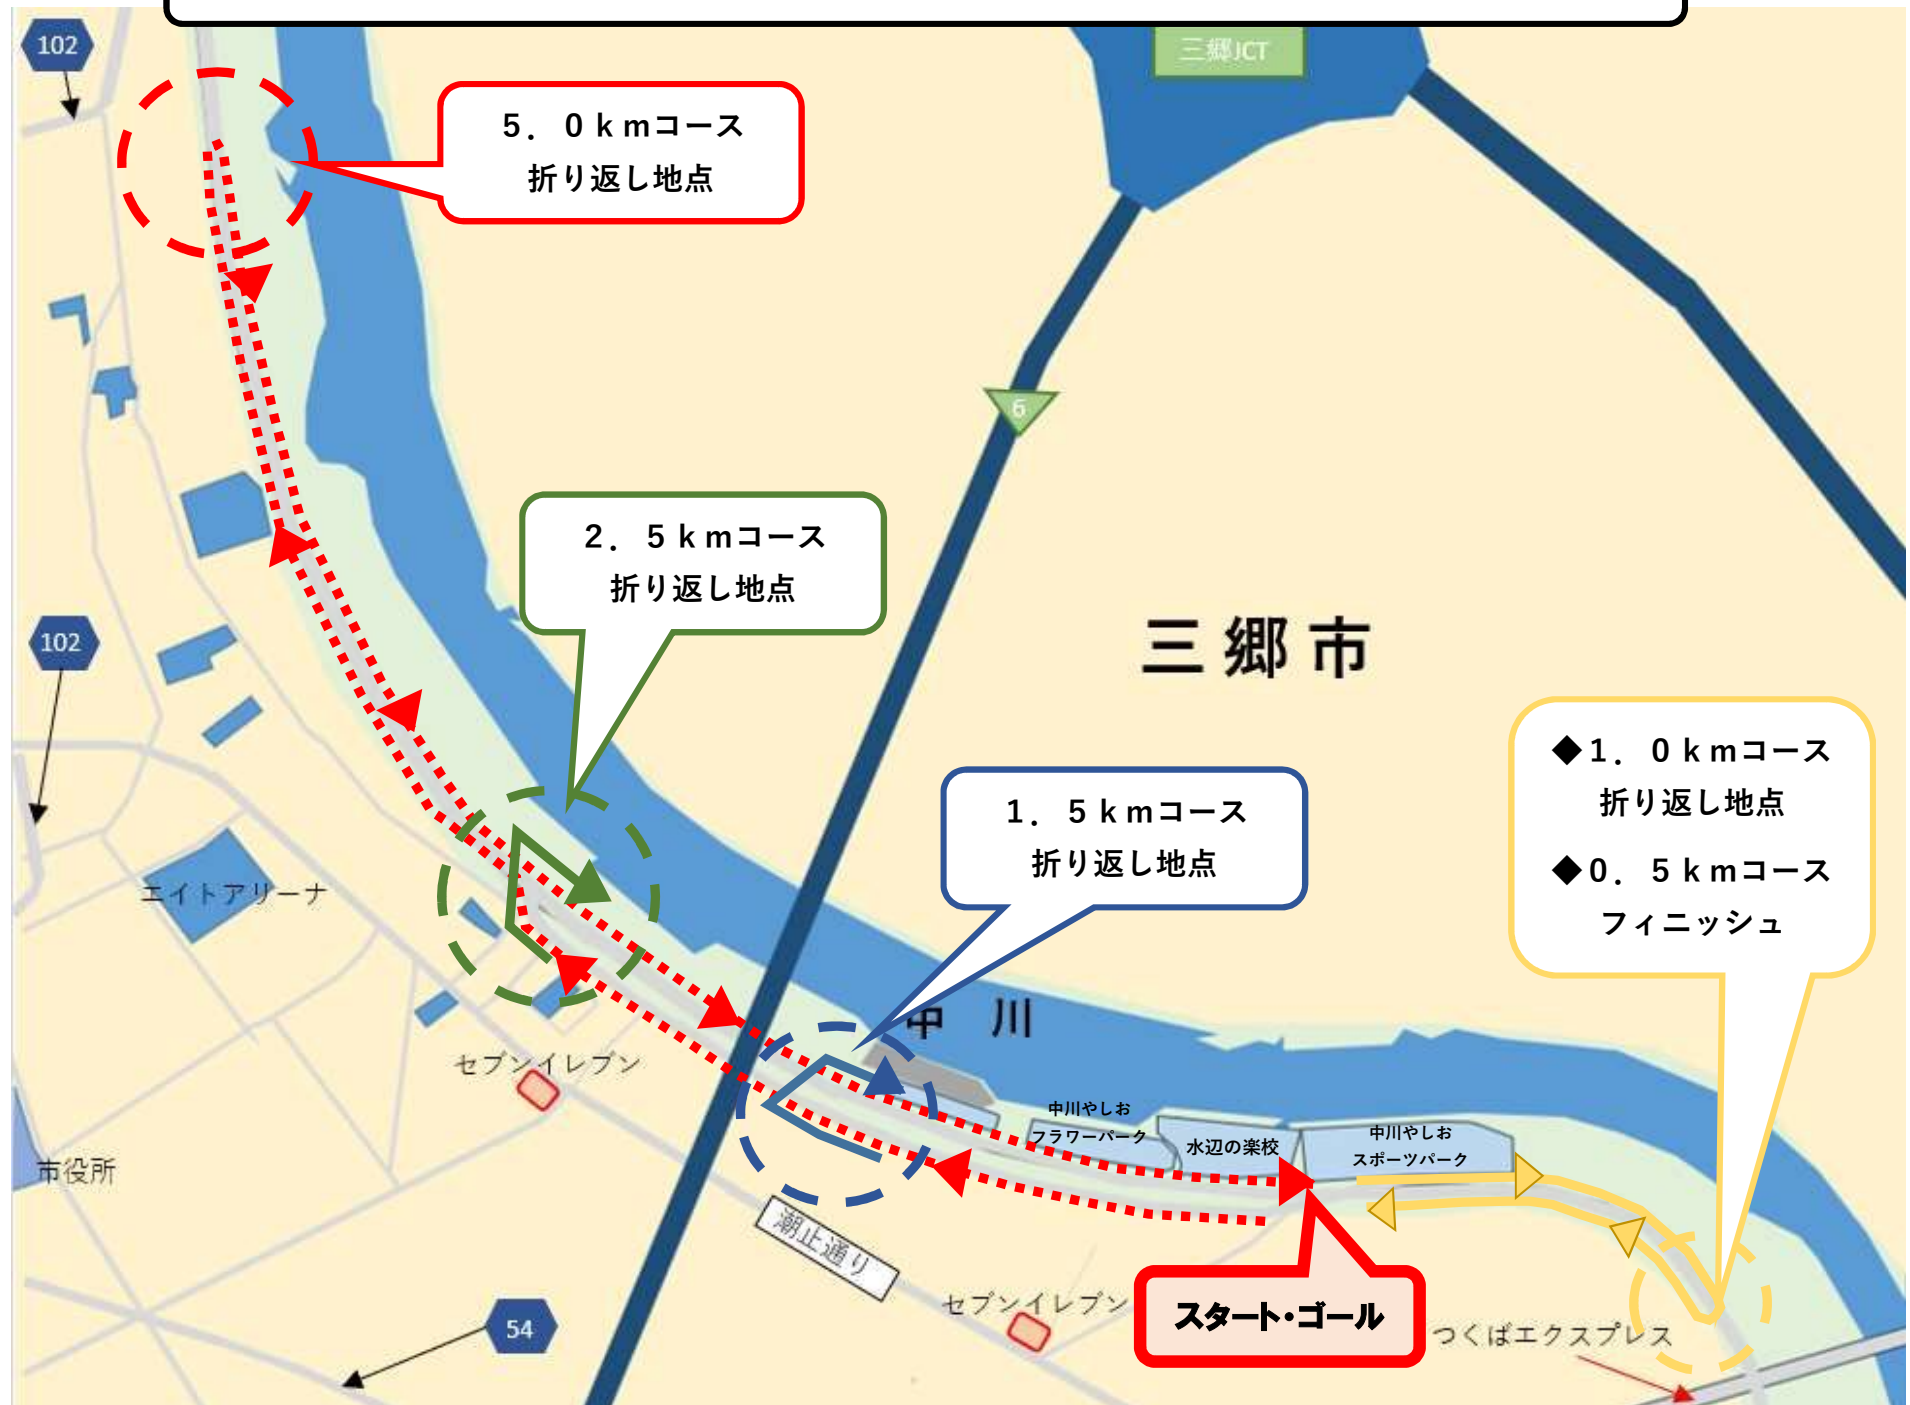 102
三郷JCT
5．0ｋｍコース
折り返し地点
6
2．5ｋｍコース
折り返し地点
102
三郷市
◆1．0ｋｍコース
折り返し地点
◆0．5ｋｍコース
フィニッシュ
1．5ｋｍコース
折り返し地点
エイトアリーナ
中川
セブンイレブン
中川やしお
フラワーパーク
水辺の楽校
中川やしお
スポーツパーク
市役所
潮止通り
セブンイレブン
スタート・ゴール
つくばエクスプレス
54